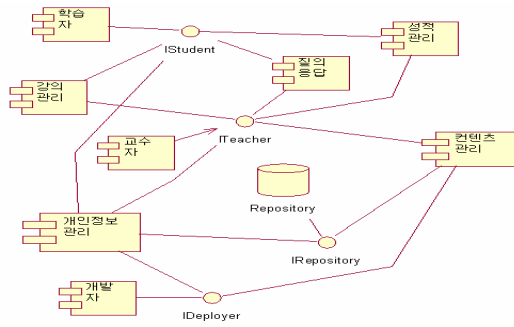 학습
자
IStudent
성적
관리
질의
응답
강의
관리
ITeacher
교수
자
컨텐츠
관리
Repository
개인정보
관리
IRepository
개발
자
IDeployer